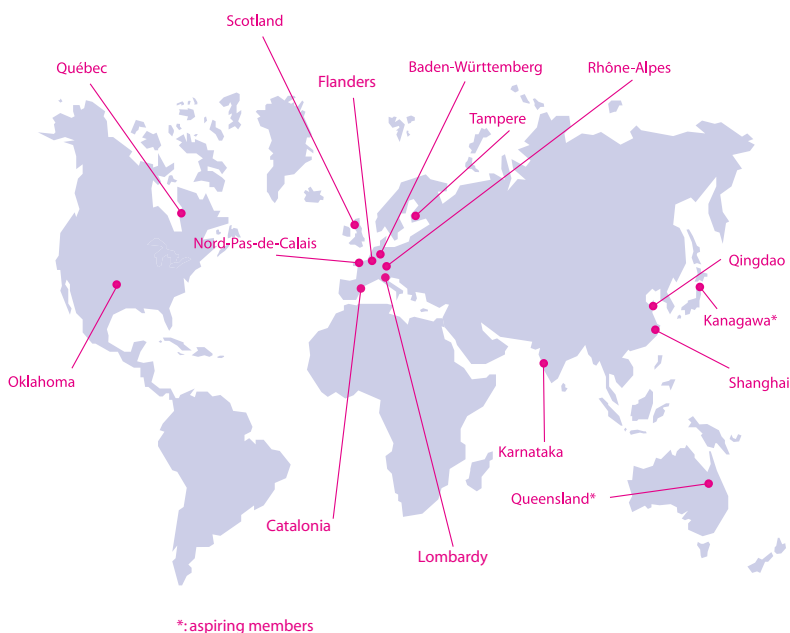 Scotland
Québec
Flanders
Baden-Württemberg
Rhône-Alpes
Tampere
Nord-Pas-de-Calais
Qingdao
Kanagawa*
Oklahoma
Shanghai
Karnataka
Queensland*
Catalonia
Lombardy
*: aspiring members